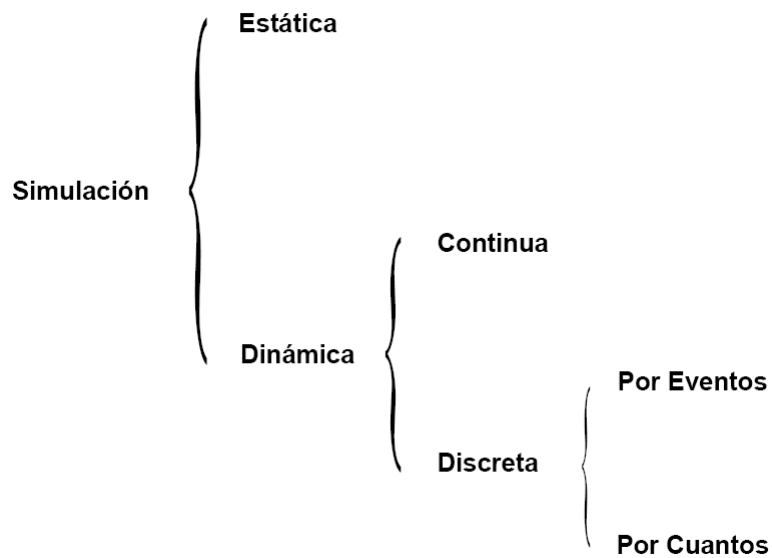 Estática
Simulación
Continua
Dinámica
Por Eventos
Discreta
Por Cuantos